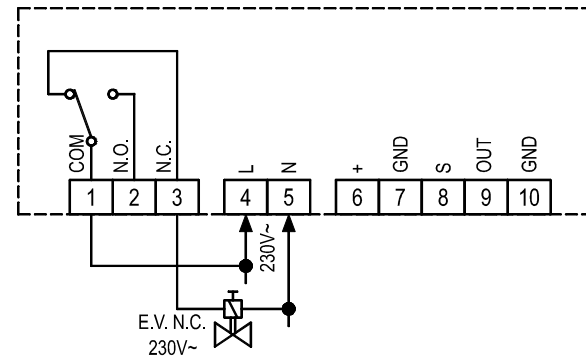 COM
N.O.
N.C.
L
N
+
GND
S
OUT
GND
1 2 3 4 5 6 7 8 9 10
230V~
E.V. N.C.
230V~